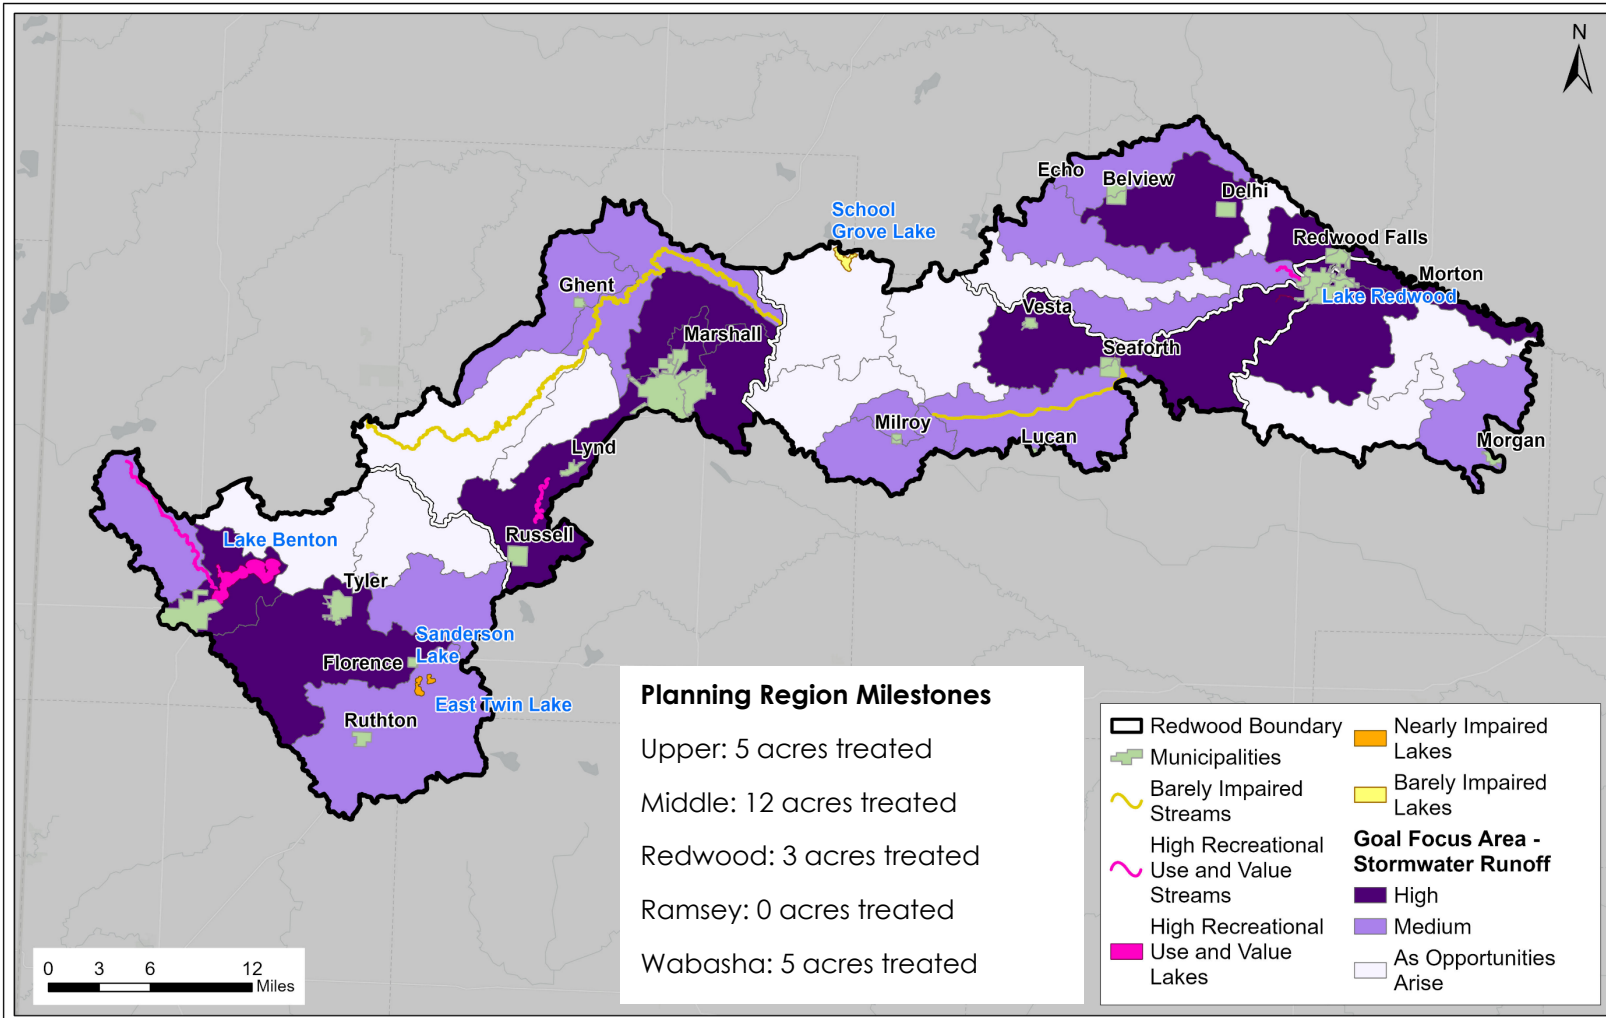 N
Echo
Belview
Delhi
School
Grove Lake
Redwood Falls
Morton
Lake Redwood
Ghent
Vesta
Marshall
Seaforth
Milroy
Lucan
Morgan
Lynd
Russell
Lake Benton
Tyler
Sanderson
Lake
Florence
East Twin Lake
Ruthton
Planning Region Milestones
Upper: 5 acres treated
Middle: 12 acres treated
Redwood: 3 acres treated
Ramsey: 0 acres treated
Wabasha: 5 acres treated
Redwood Boundary
Municipalities
Barely Impaired
Streams
High Recreational
Use and Value
Streams
High Recreational
Use and Value
Lakes
Nearly Impaired
Lakes
Barely Impaired
Lakes
Goal Focus Area -
Stormwater Runoff
High
Medium
As Opportunities
Arise
0 3 6 12
Miles